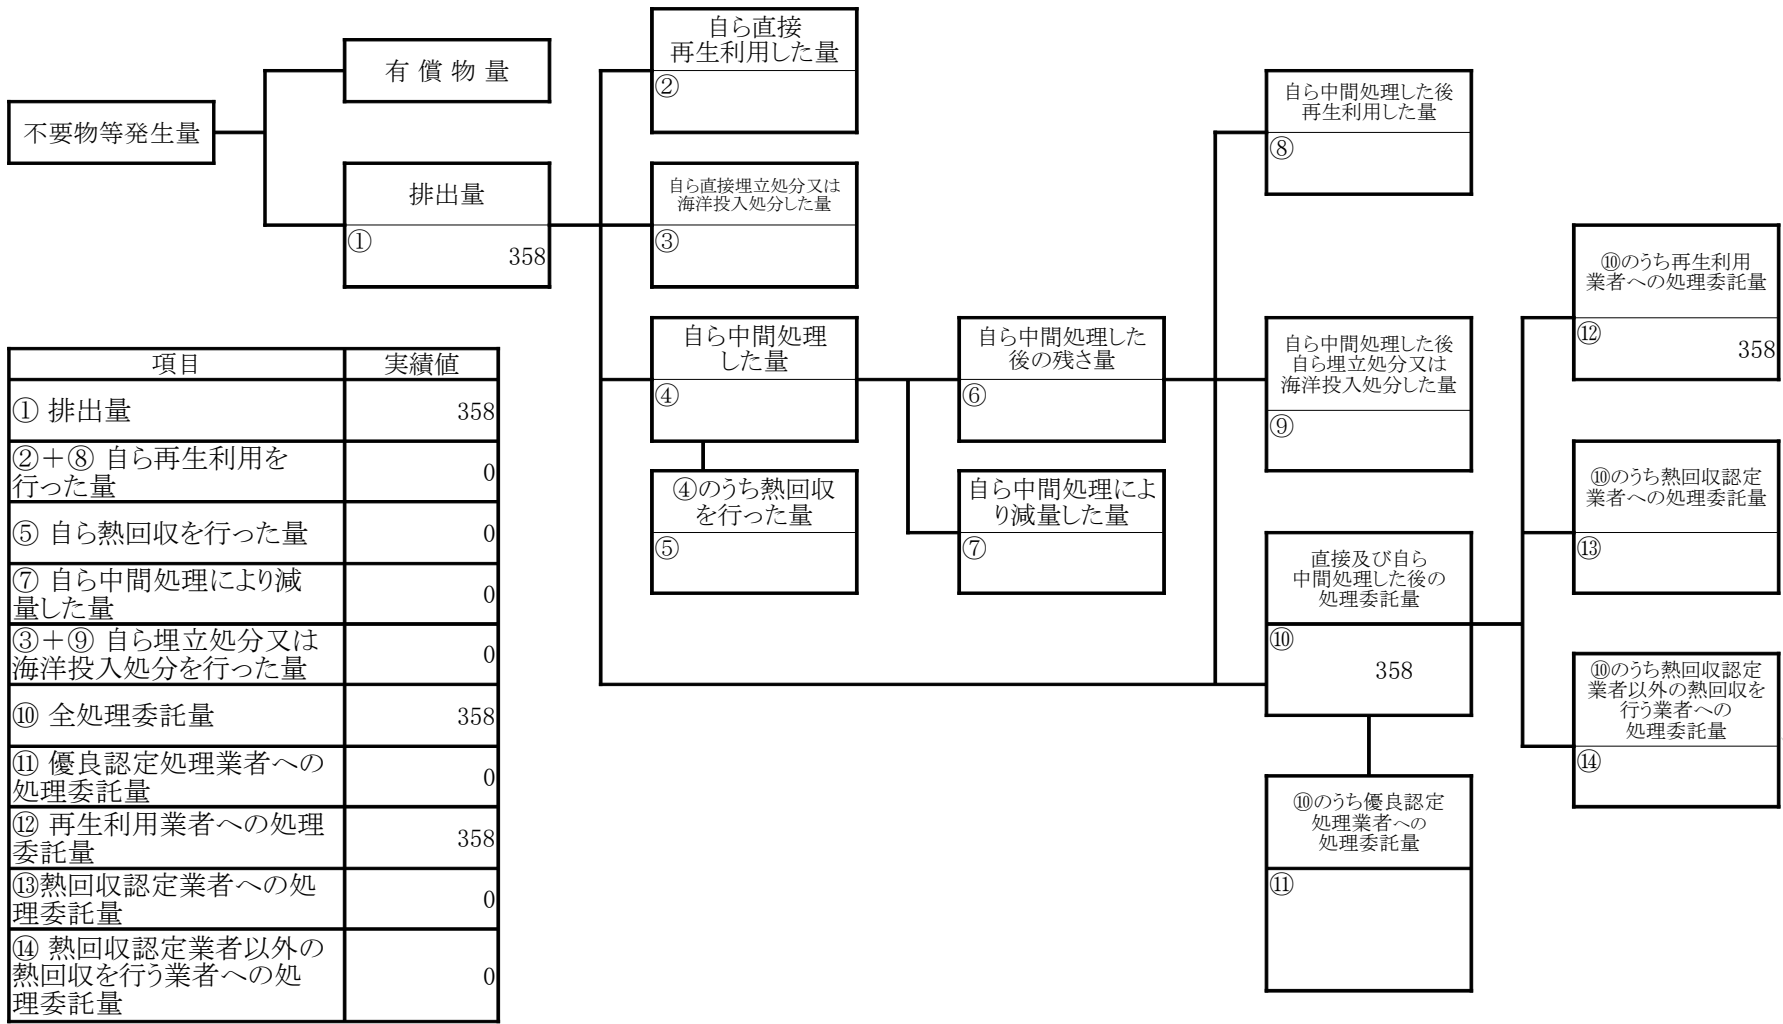 不要物等発生量
有 償 物 量
排出量
①
358
自ら直接
再生利用した量
②
自ら直接埋立処分又は
海洋投入処分した量
③
自ら中間処理
した量
④
④のうち熱回収
を行った量
⑤
自ら中間処理した
後の残さ量
⑥
自ら中間処理によ
り減量した量
⑦
自ら中間処理した後
再生利用した量
⑧
自ら中間処理した後
自ら埋立処分又は
海洋投入処分した量
⑨
直接及び自ら
中間処理した後の
処理委託量
⑩
358
⑩のうち優良認定
処理業者への
処理委託量
⑪
⑩のうち再生利用
業者への処理委託量
⑫
358
⑩のうち熱回収認定
業者への処理委託量
⑬
⑩のうち熱回収認定
業者以外の熱回収を
行う業者への
処理委託量
⑭
項目 実績値
① 排出量 358
②＋⑧ 自ら再生利用を
行った量 0
⑤ 自ら熱回収を行った量 0
⑦ 自ら中間処理により減
量した量 0
③＋⑨ 自ら埋立処分又は
海洋投入処分を行った量 0
⑩ 全処理委託量 358
⑪ 優良認定処理業者への
処理委託量 0
⑫ 再生利用業者への処理
委託量 358
⑬熱回収認定業者への処
理委託量 0
⑭ 熱回収認定業者以外の
熱回収を行う業者への処
理委託量 0